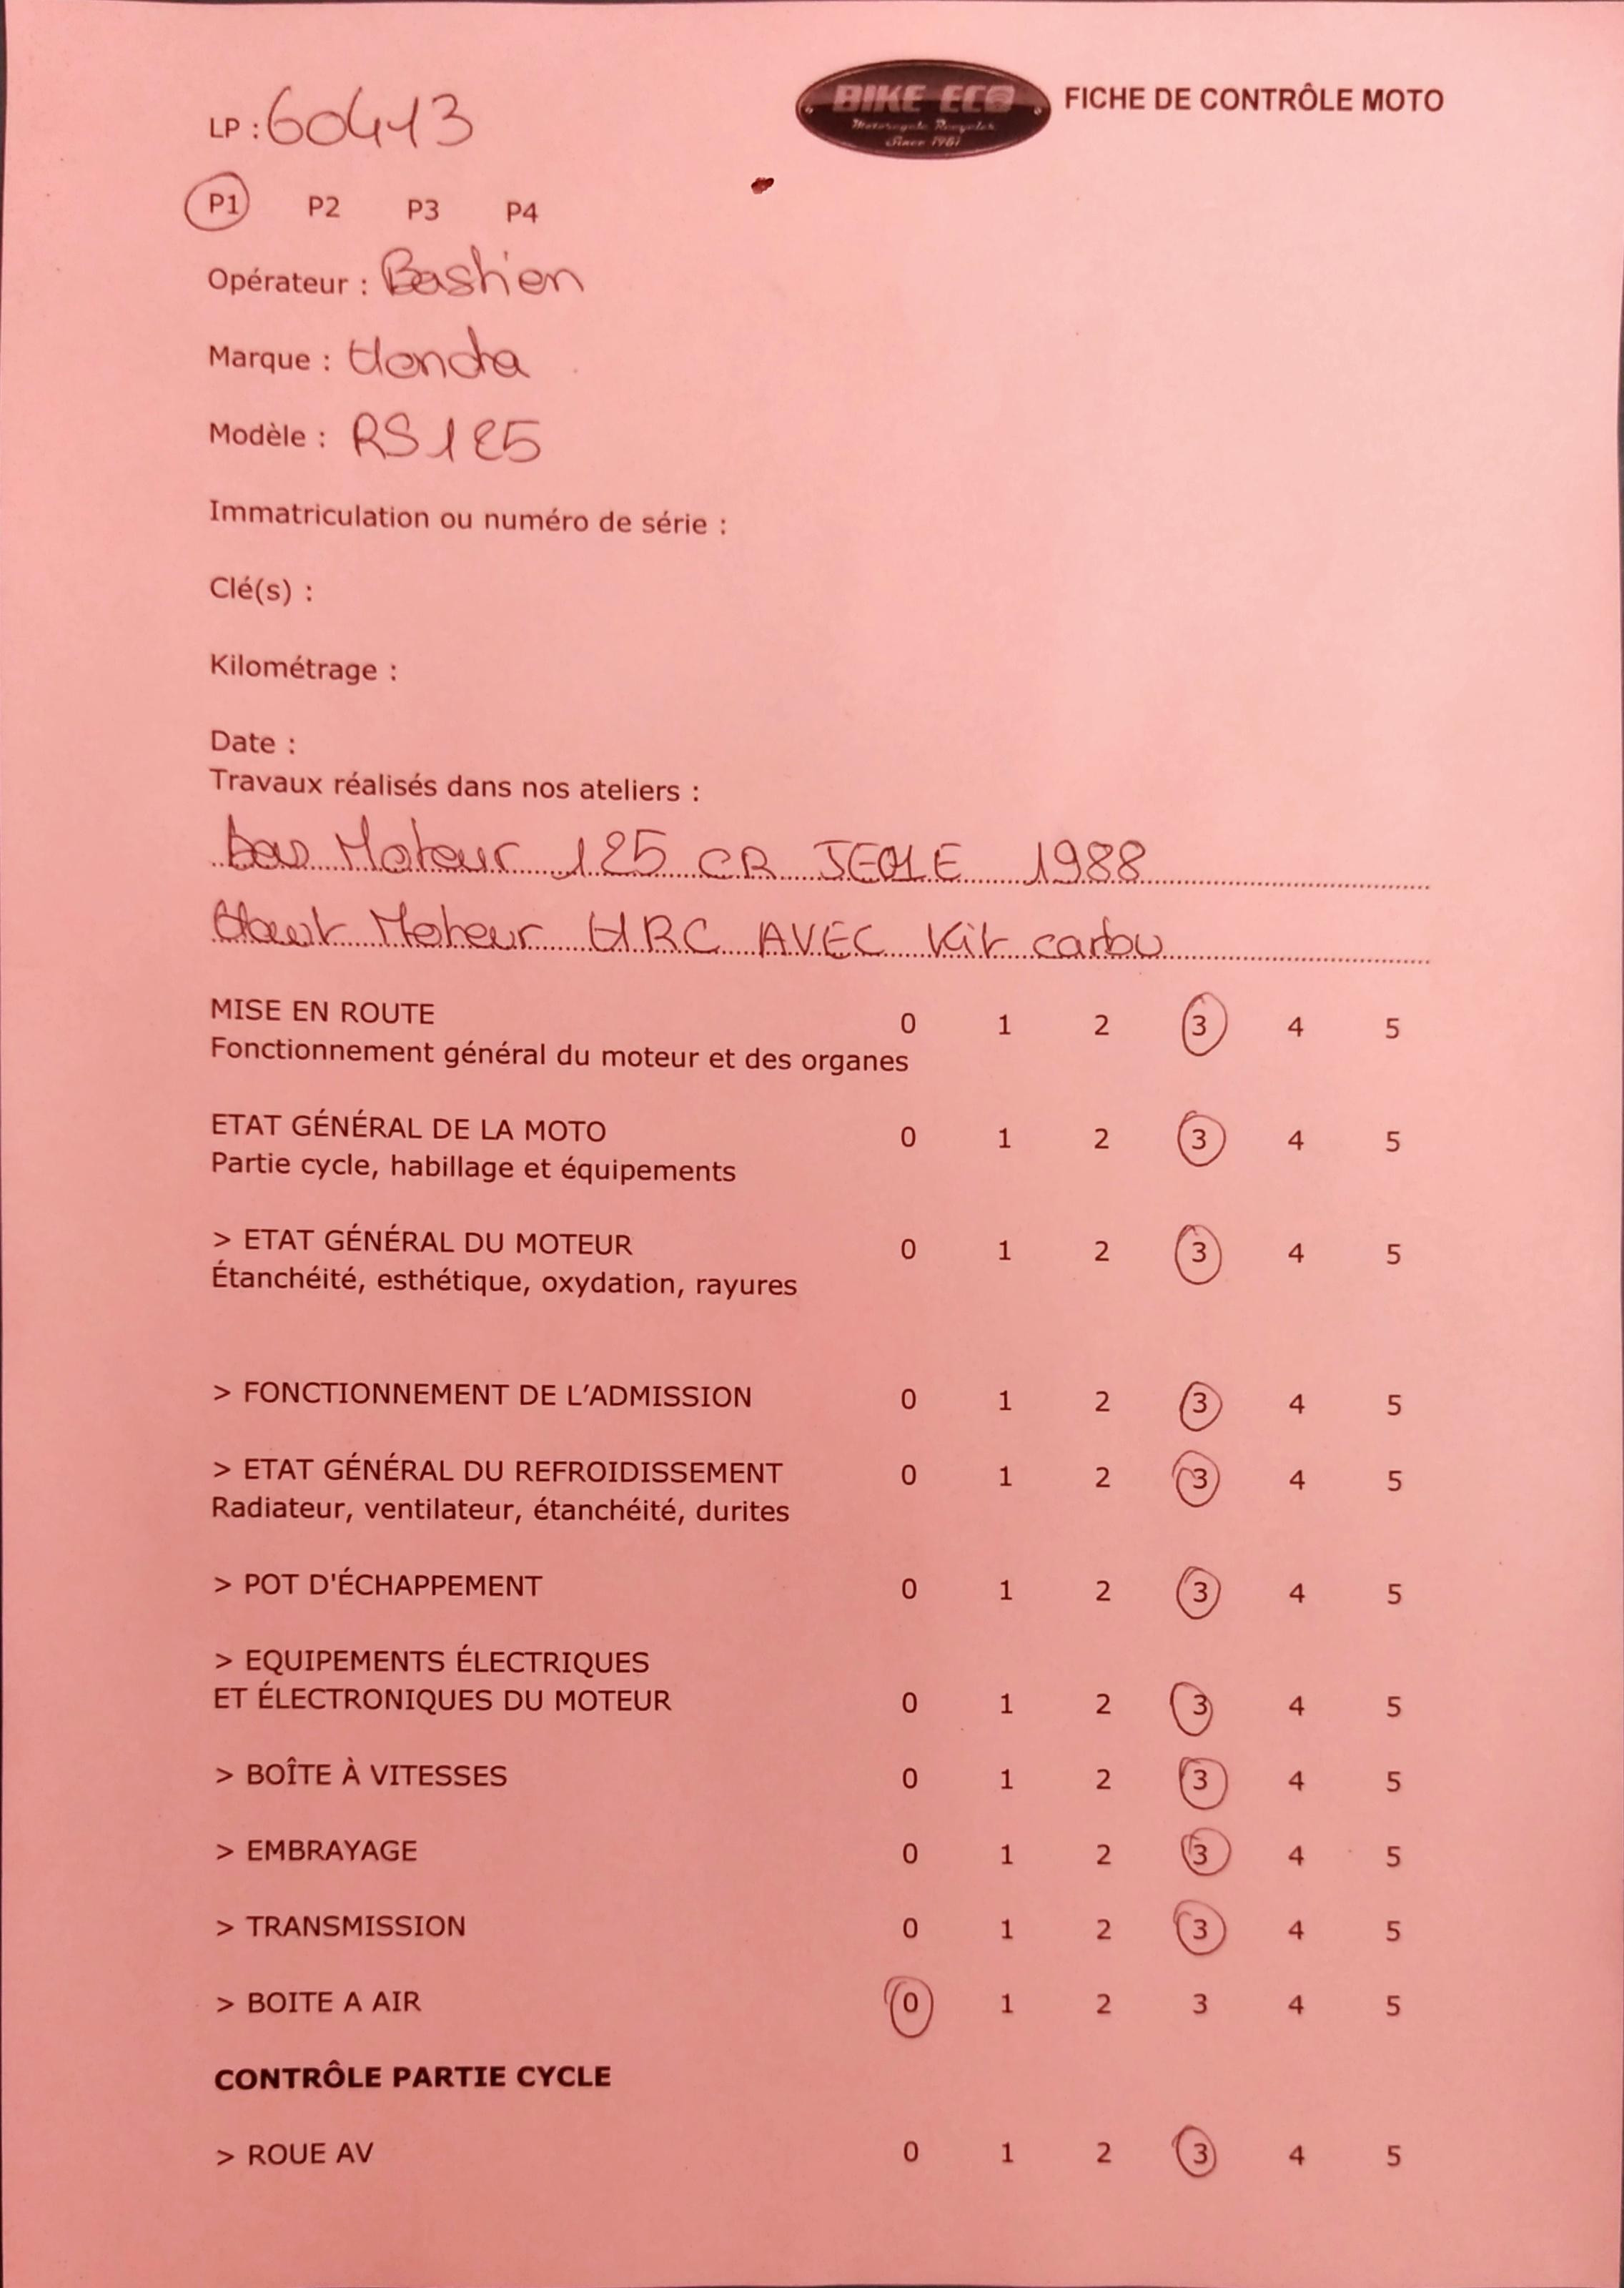 BIKE ECO
Motorcycle Recycler
Since 1981
FICHE DE CONTRÔLE MOTO
LP : 60413
P1 P2 P3 P4
Opérateur : Bastien
Marque : Honda
Modèle : RS 125
Immatriculation ou numéro de série :
Clé(s) :
Kilométrage :
Date :
Travaux réalisés dans nos ateliers :
bas Moteur 125 CR JE01E 1988
Haut Moteur HRC AVEC Kit carbu
MISE EN ROUTE 0 1 2 3 4 5
Fonctionnement général du moteur et des organes
ETAT GÉNÉRAL DE LA MOTO 0 1 2 3 4 5
Partie cycle, habillage et équipements
> ETAT GÉNÉRAL DU MOTEUR 0 1 2 3 4 5
Étanchéité, esthétique, oxydation, rayures
> FONCTIONNEMENT DE L’ADMISSION 0 1 2 3 4 5
> ETAT GÉNÉRAL DU REFROIDISSEMENT 0 1 2 3 4 5
Radiateur, ventilateur, étanchéité, durites
> POT D'ÉCHAPPEMENT 0 1 2 3 4 5
> EQUIPEMENTS ÉLECTRIQUES
ET ÉLECTRONIQUES DU MOTEUR 0 1 2 3 4 5
> BOÎTE À VITESSES 0 1 2 3 4 5
> EMBRAYAGE 0 1 2 3 4 5
> TRANSMISSION 0 1 2 3 4 5
> BOITE A AIR 0 1 2 3 4 5
CONTRÔLE PARTIE CYCLE
> ROUE AV 0 1 2 3 4 5